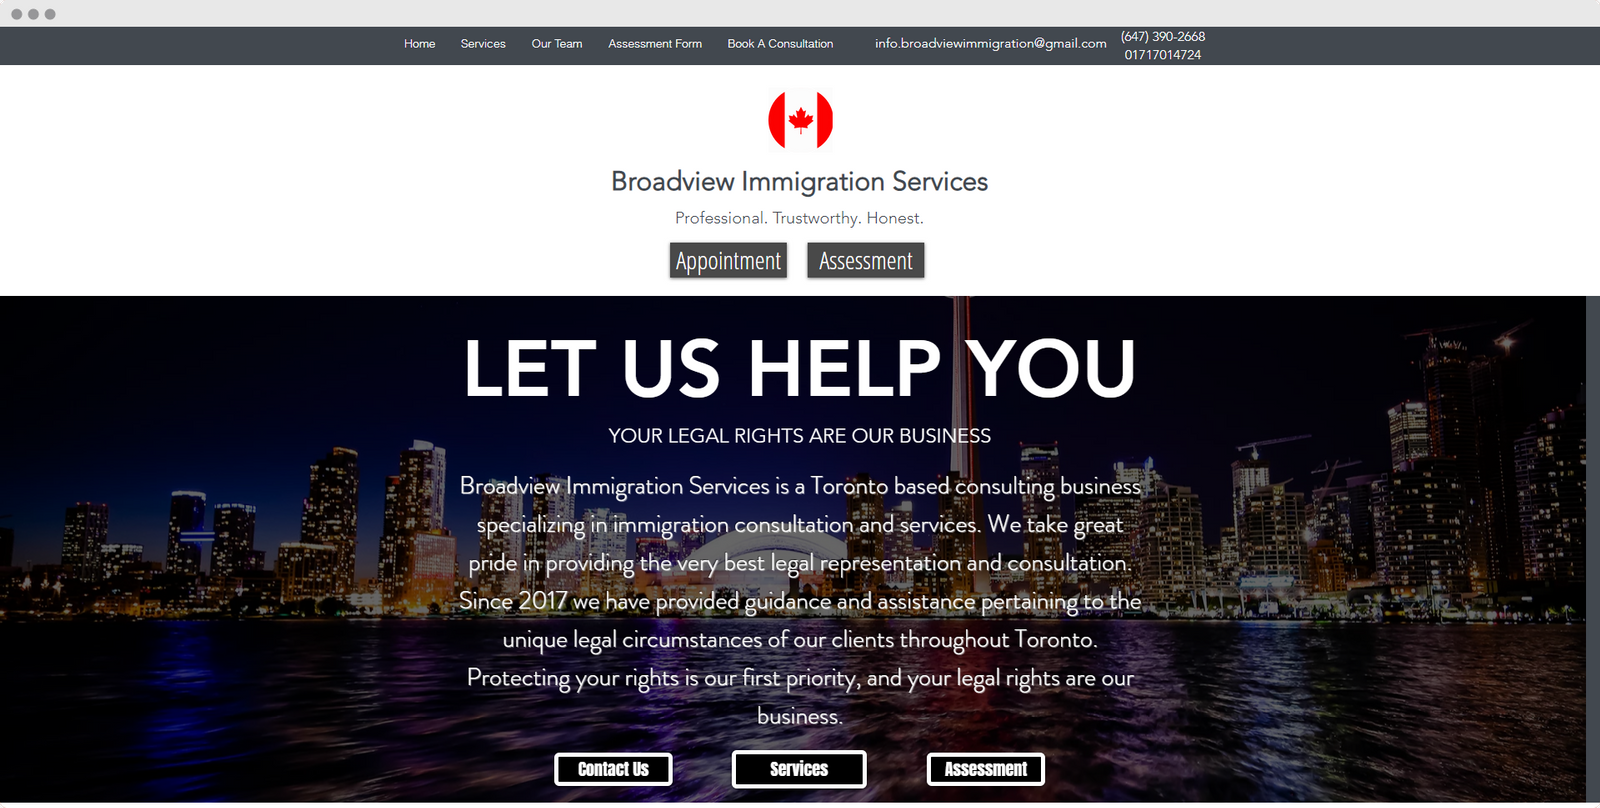 Home Services Our Team Assessment Form Book A Consultation info.broadviewimmigration@gmail.com (647) 390-2668
01717014724
Broadview Immigration Services
Professional. Trustworthy. Honest.
Appointment Assessment
LET US HELP YOU
YOUR LEGAL RIGHTS ARE OUR BUSINESS
Broadview Immigration Services is a Toronto based consulting business
specializing in immigration consultation and services. We take great
pride in providing the very best legal representation and consultation.
Since 2017 we have provided guidance and assistance pertaining to the
unique legal circumstances of our clients throughout Toronto.
Protecting your rights is our first priority, and your legal rights are our
business.
Contact Us Services Assessment